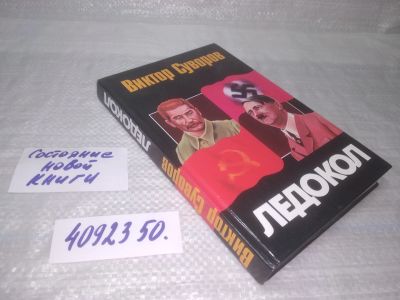 Виктор Суворов
ЛЕДОКОЛ
ЛЕДОКОЛ
Виктор Суворов
Состояние
новой
книги
4092350.